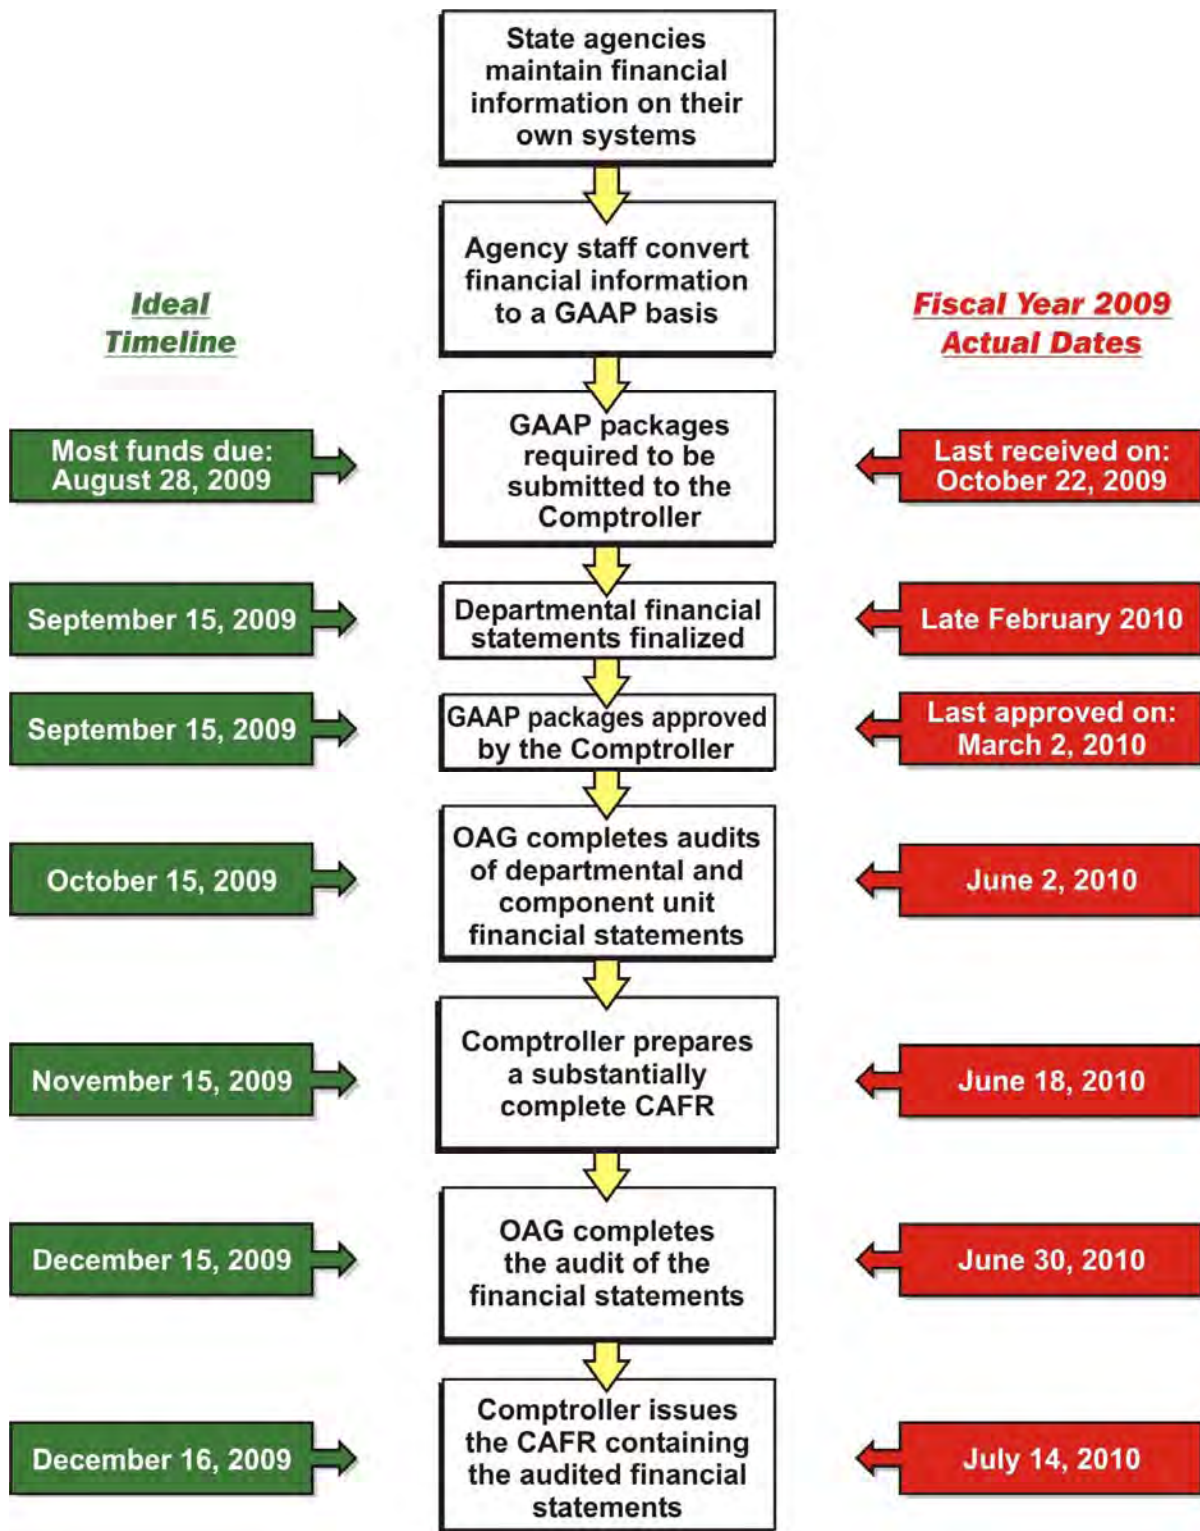 State agencies
maintain financial
information on their
own systems
Agency staff convert
financial information
to a GAAP basis
Ideal
Timeline
Fiscal Year 2009
Actual Dates
Most funds due:
August 28, 2009
GAAP packages
required to be
submitted to the
Comptroller
Last received on:
October 22, 2009
September 15, 2009
Departmental financial
statements finalized
Late February 2010
September 15, 2009
GAAP packages approved
by the Comptroller
Last approved on:
March 2, 2010
October 15, 2009
OAG completes audits
of departmental and
component unit
financial statements
June 2, 2010
November 15, 2009
Comptroller prepares
a substantially
complete CAFR
June 18, 2010
December 15, 2009
OAG completes
the audit of the
financial statements
June 30, 2010
December 16, 2009
Comptroller issues
the CAFR containing
the audited financial
statements
July 14, 2010